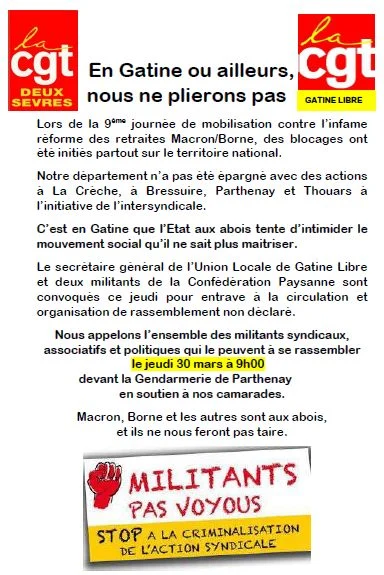 la
cgt
DEUX
SEVRES
la
cgt
GATINE LIBRE
En Gatine ou ailleurs,
nous ne plierons pas
Lors de la 9ème journée de mobilisation contre l'infame
réforme des retraites Macron/Borne, des blocages ont
été initiés partout sur le territoire national.
Notre département n'a pas été épargné avec des actions
à La Crèche, à Bressuire, Parthenay et Thouars à
l'initiative de l'intersyndicale.
C'est en Gatine que l'Etat aux abois tente d'intimider le
mouvement social qu'il ne sait plus maitriser.
Le secrétaire général de l'Union Locale de Gatine Libre
et deux militants de la Confédération Paysanne sont
convoqués ce jeudi pour entrave à la circulation et
organisation de rassemblement non déclaré.
Nous appelons l'ensemble des militants syndicaux,
associatifs et politiques qui le peuvent à se rassembler
le jeudi 30 mars à 9h00
devant la Gendarmerie de Parthenay
en soutien à nos camarades.
Macron, Borne et les autres sont aux abois,
et ils ne nous feront pas taire.
MILITANTS
PAS VOYOUS
STOP A LA CRIMINALISATION
DE L'ACTION SYNDICALE